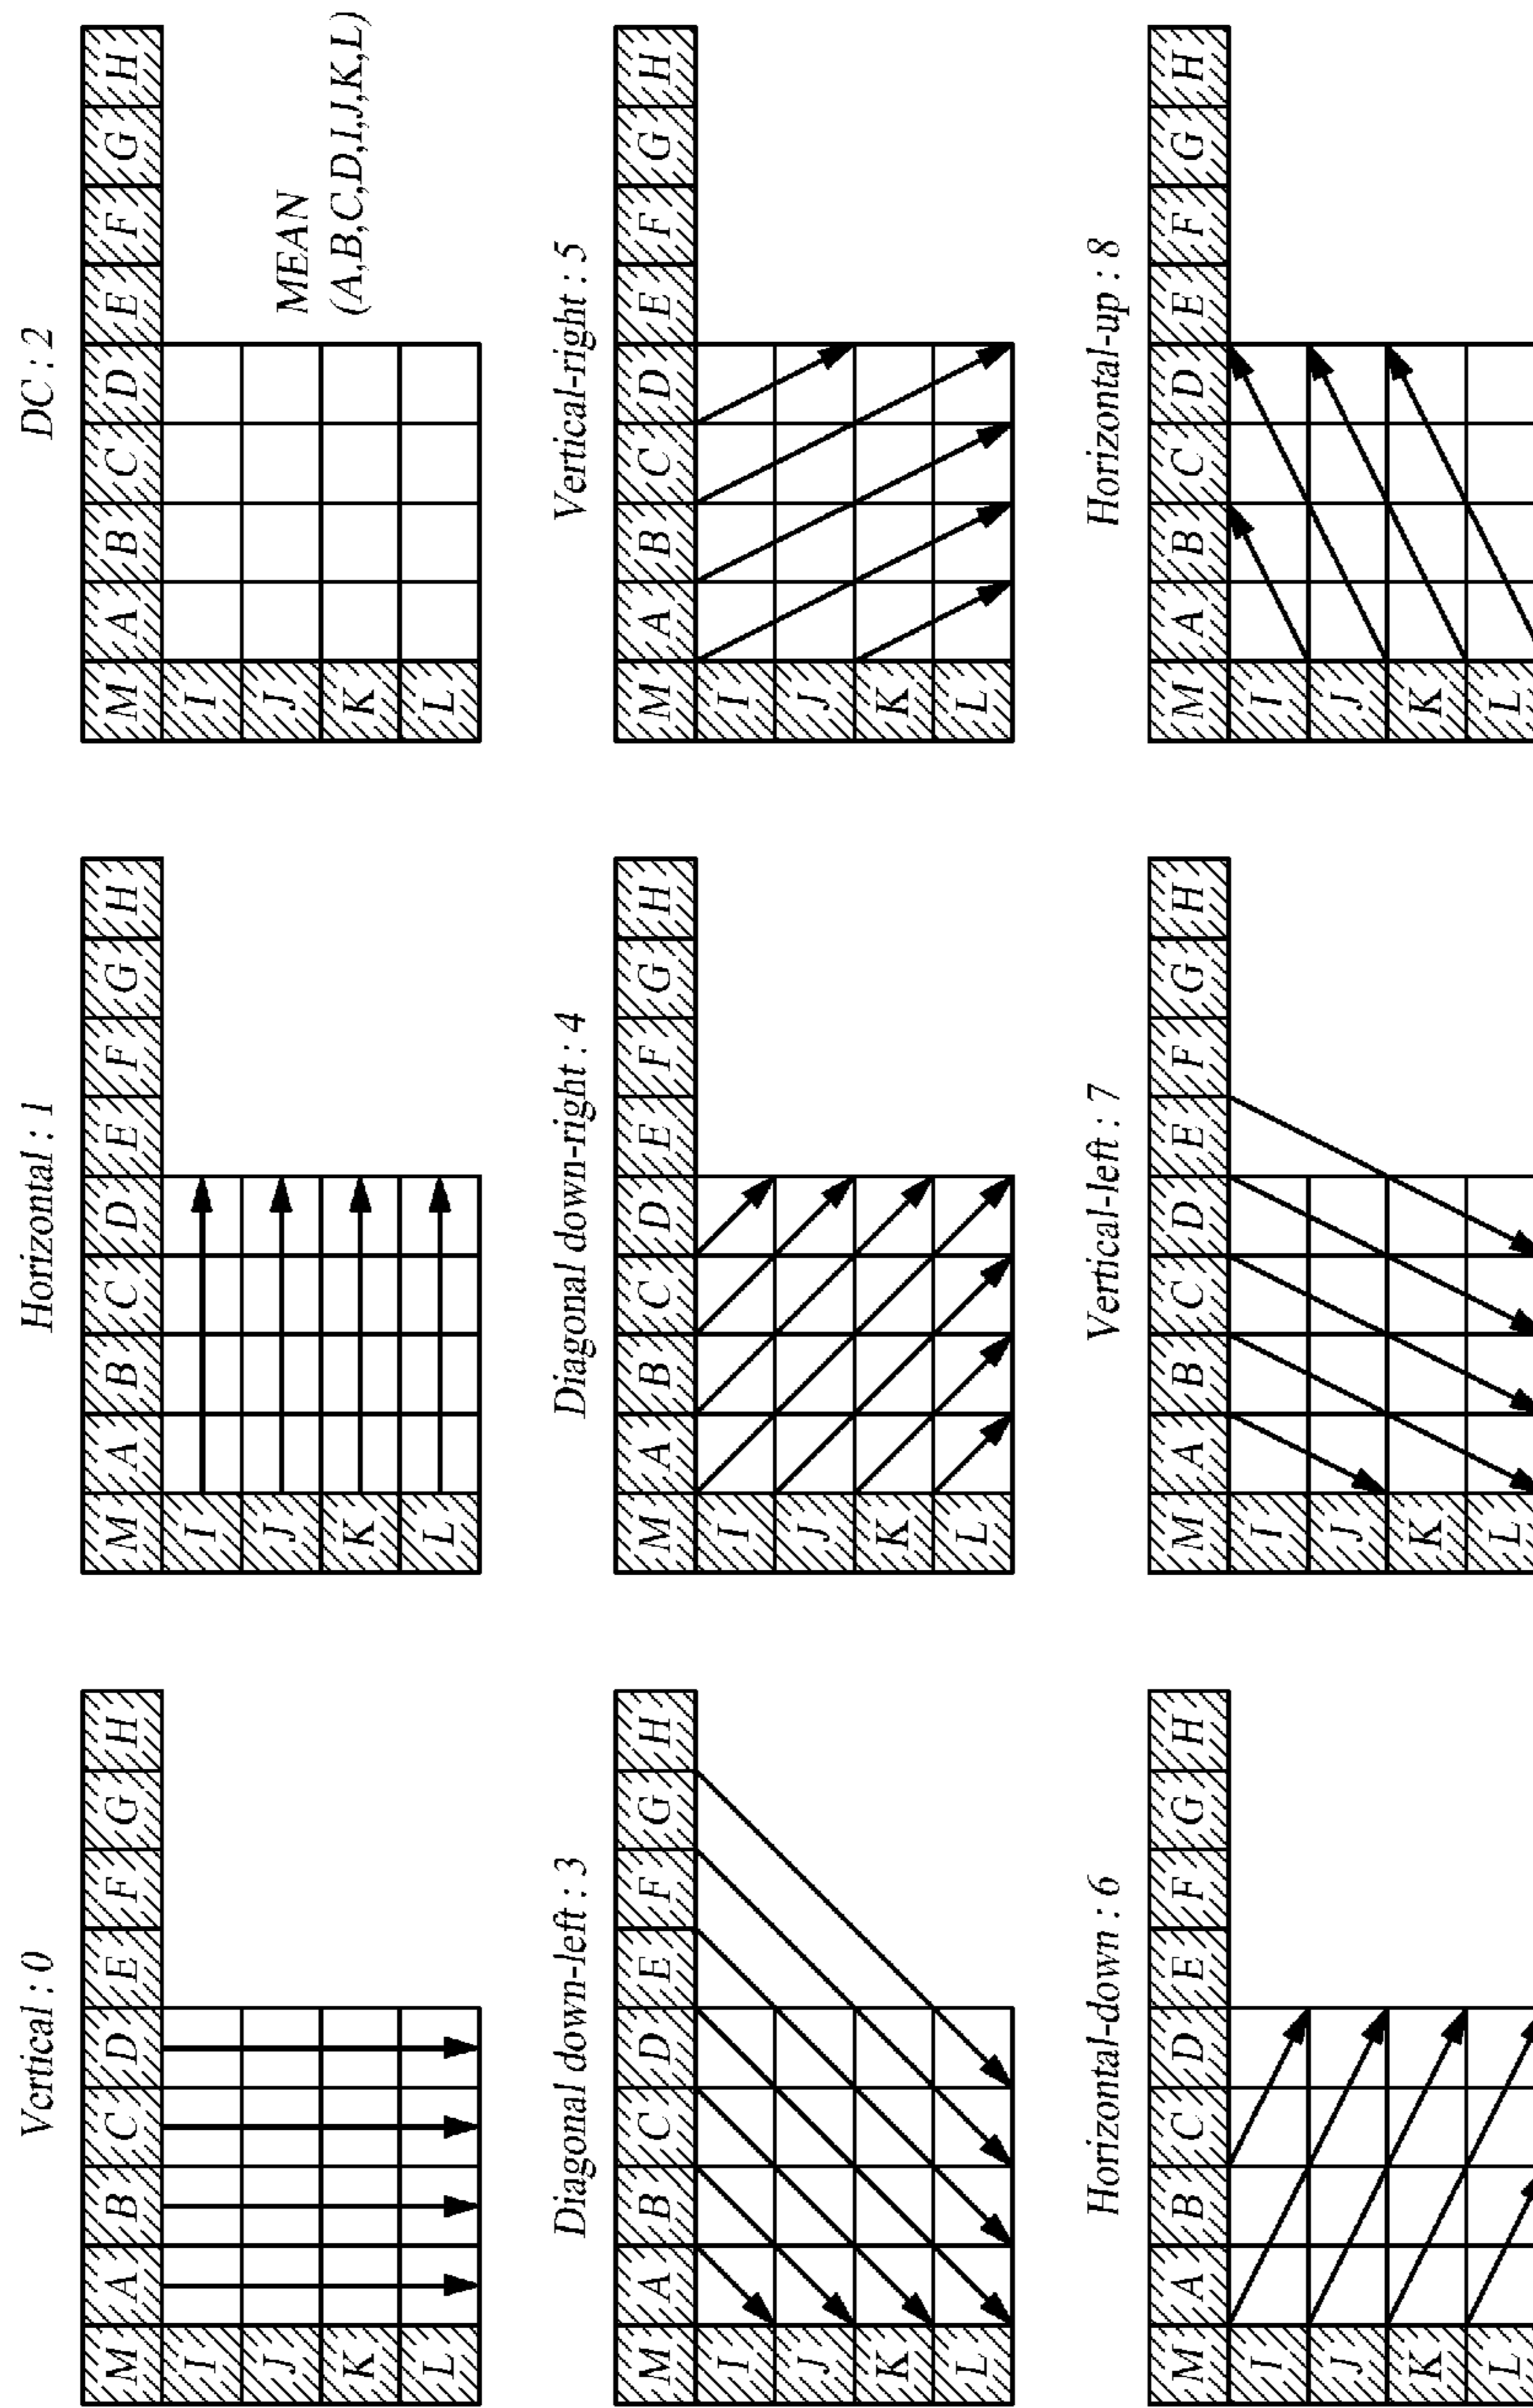 Vertical : 0
M A B C D E F G H
I
J
K
L
Horizontal : 1
M A B C D E F G H
I
J
K
L
DC : 2
M A B C D E F G H
I
J
K
L
MEAN
(A,B,C,D,I,J,K,L)
Diagonal down-left : 3
M A B C D E F G H
I
J
K
L
Diagonal down-right : 4
M A B C D E F G H
I
J
K
L
Vertical-right : 5
M A B C D E F G H
I
J
K
L
Horizontal-down : 6
M A B C D E F G H
I
J
K
L
Vertical-left : 7
M A B C D E F G H
I
J
K
L
Horizontal-up : 8
M A B C D E F G H
I
J
K
L